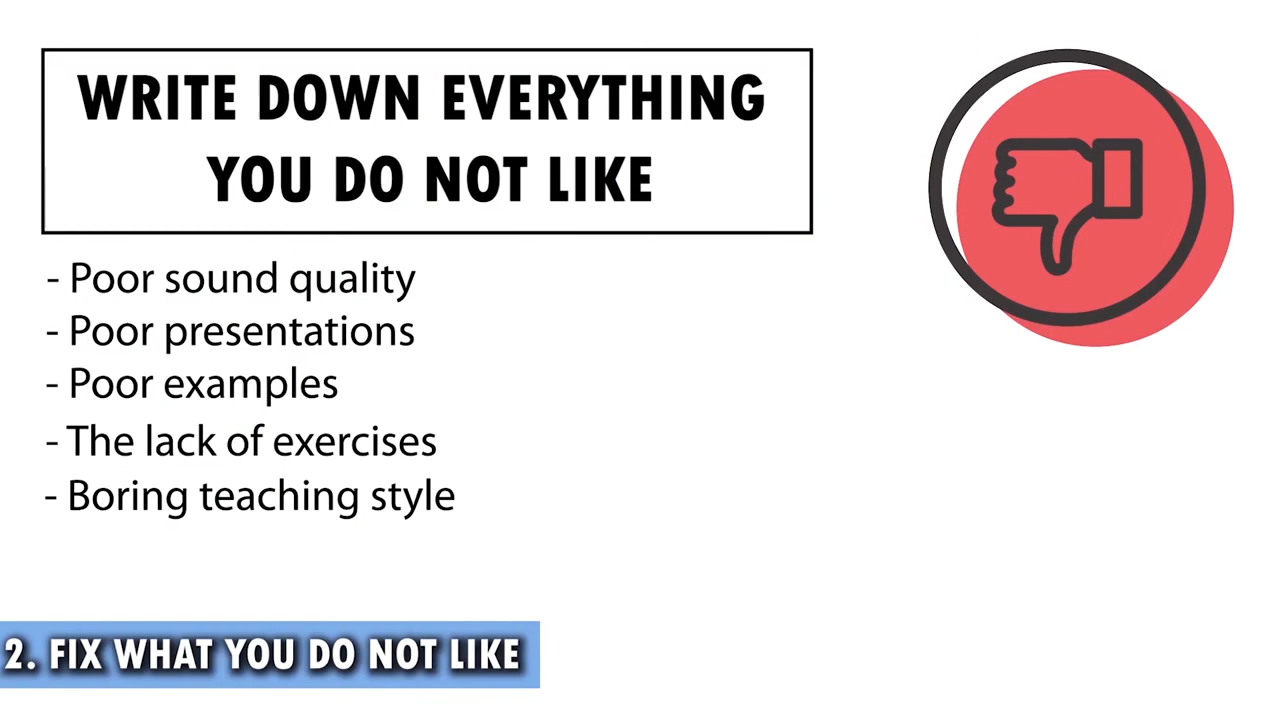 WRITE DOWN EVERYTHING
YOU DO NOT LIKE
- Poor sound quality
- Poor presentations
- Poor examples
- The lack of exercises
- Boring teaching style
2. FIX WHAT YOU DO NOT LIKE